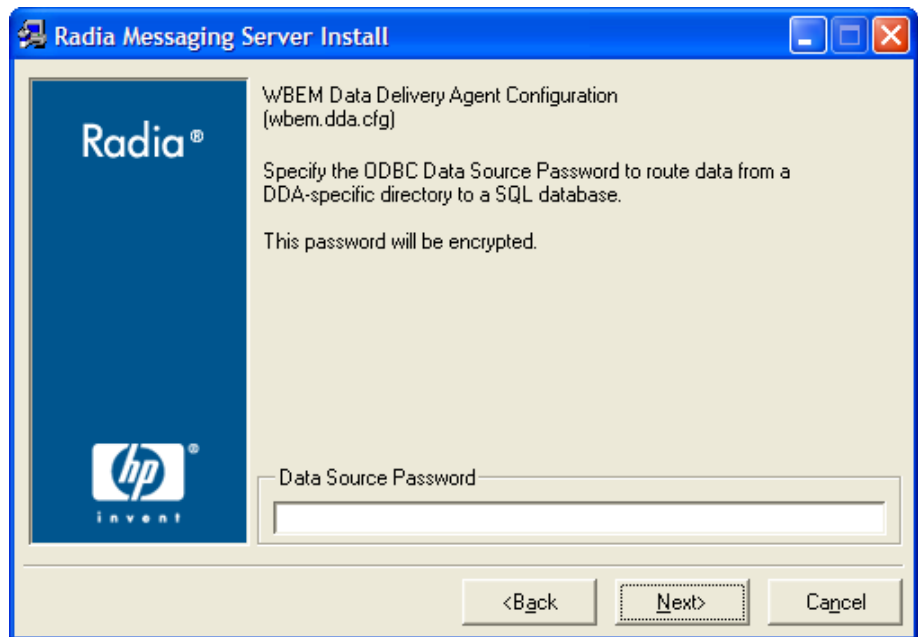 Radia Messaging Server Install
Radia®
WBEM Data Delivery Agent Configuration
(wbem.dda.cfg)
Specify the ODBC Data Source Password to route data from a
DDA-specific directory to a SQL database.
This password will be encrypted.
hp®
invent
Data Source Password
<Back
Next>
Cancel